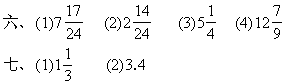 六、(1)7 17/24 (2)2 14/24 (3)5 1/4 (4)12 7/9
七、(1)1 1/3 (2)3.4